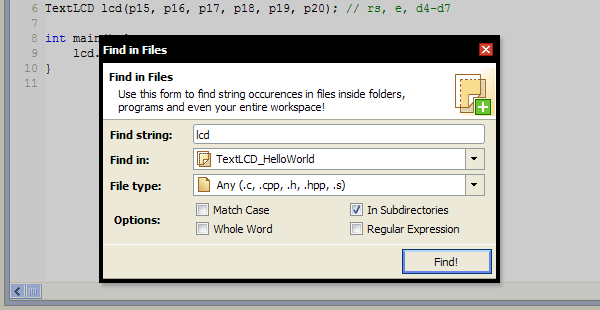 6 TextLCD lcd(p15, p16, p17, p18, p19, p20); // rs, e, d4-d7
7
8 int main
9 lcd.
10 }
11
Find in Files
Find in Files
Use this form to find string occurences in files inside folders,
programs and even your entire workspace!
Find string: lcd
Find in: TextLCD_HelloWorld
File type: Any (.c, .cpp, .h, .hpp, .s)
Options: Match Case In Subdirectories
Whole Word Regular Expression
Find!